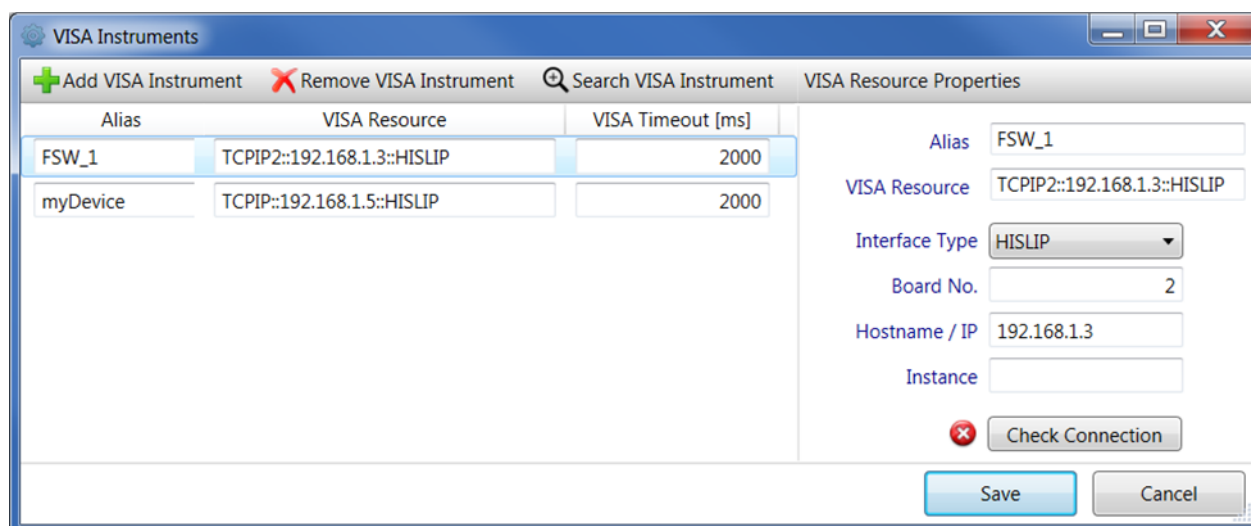 VISA Instruments
Add VISA Instrument Remove VISA Instrument Search VISA Instrument VISA Resource Properties
Alias VISA Resource VISA Timeout [ms]
FSW_1 TCPIP2::192.168.1.3::HISLIP 2000
myDevice TCPIP::192.168.1.5::HISLIP 2000
Alias FSW_1
VISA Resource TCPIP2::192.168.1.3::HISLIP
Interface Type HISLIP
Board No. 2
Hostname / IP 192.168.1.3
Instance
Check Connection
Save Cancel